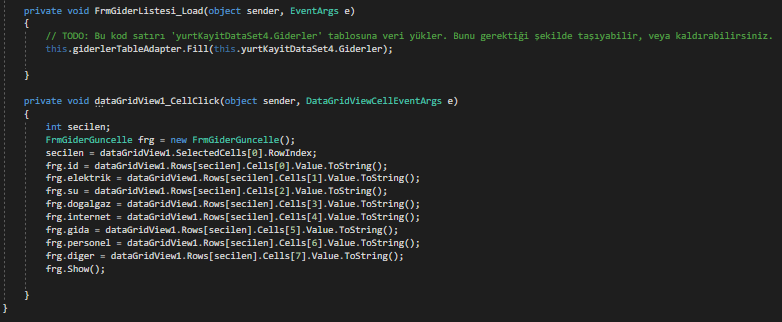 private void FrmGiderListesi_Load(object sender, EventArgs e)
{
// TODO: Bu kod satırı 'yurtKayitDataSet4.Giderler' tablosuna veri yükler. Bunu gerektiği şekilde taşıyabilir, veya kaldırabilirsiniz.
this.giderlerTableAdapter.Fill(this.yurtKayitDataSet4.Giderler);
}
private void dataGridView1_CellClick(object sender, DataGridViewCellEventArgs e)
{
int secilen;
FrmGiderGuncelle frg = new FrmGiderGuncelle();
secilen = dataGridView1.SelectedCells[0].RowIndex;
frg.id = dataGridView1.Rows[secilen].Cells[0].Value.ToString();
frg.elektrik = dataGridView1.Rows[secilen].Cells[1].Value.ToString();
frg.su = dataGridView1.Rows[secilen].Cells[2].Value.ToString();
frg.dogalgaz = dataGridView1.Rows[secilen].Cells[3].Value.ToString();
frg.internet = dataGridView1.Rows[secilen].Cells[4].Value.ToString();
frg.gida = dataGridView1.Rows[secilen].Cells[5].Value.ToString();
frg.personel = dataGridView1.Rows[secilen].Cells[6].Value.ToString();
frg.diger = dataGridView1.Rows[secilen].Cells[7].Value.ToString();
frg.Show();
}
}